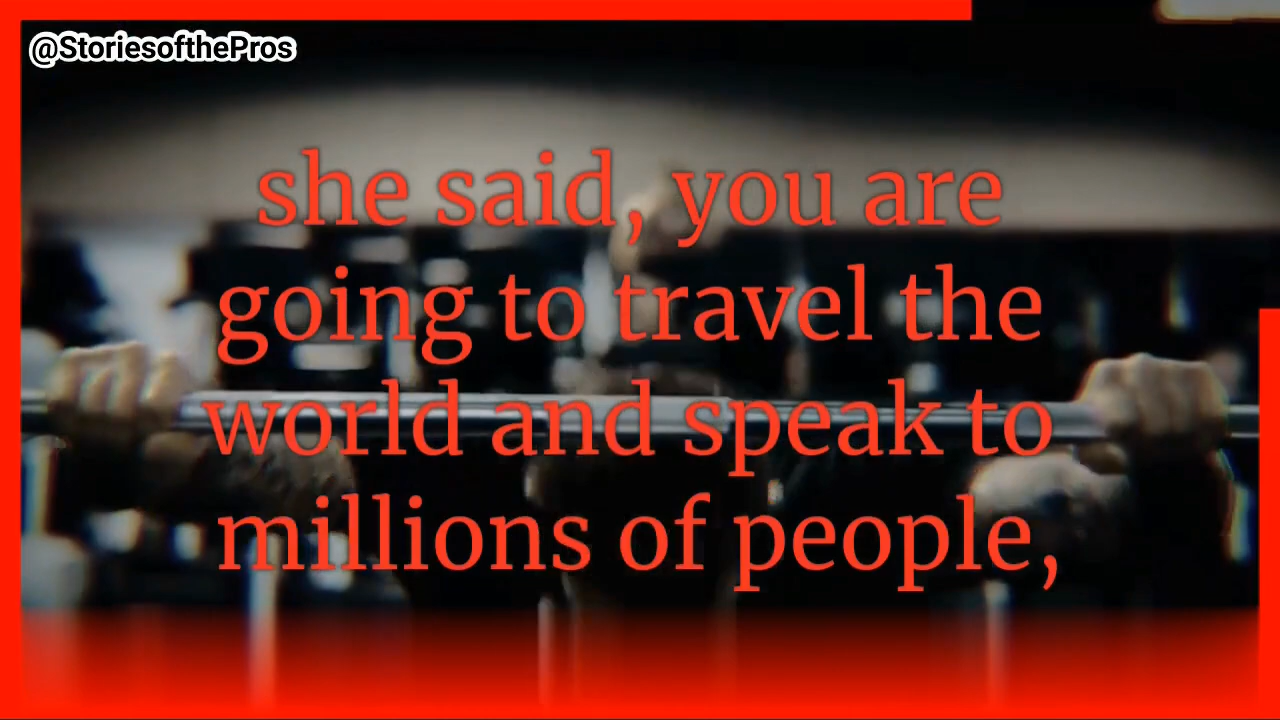 @StoriesofthePros
she said, you are
going to travel the
world and speak to
millions of people,